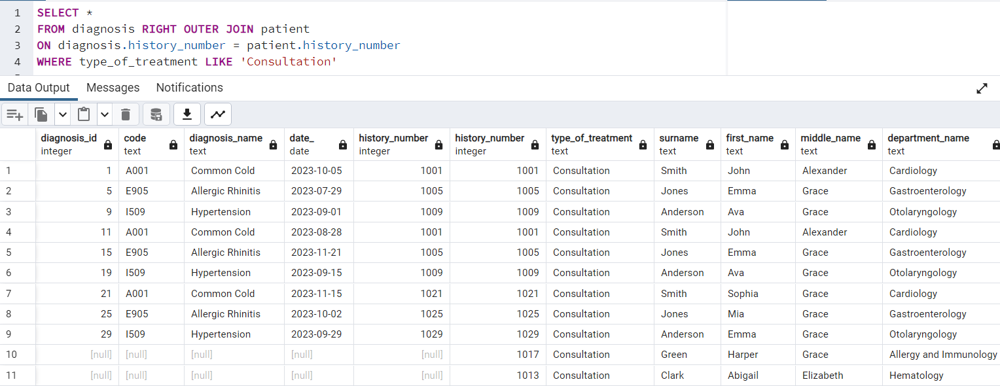 1 SELECT *
2 FROM diagnosis RIGHT OUTER JOIN patient
3 ON diagnosis.history_number = patient.history_number
4 WHERE type_of_treatment LIKE 'Consultation'
Data Output Messages Notifications
diagnosis_id code diagnosis_name date_ history_number history_number type_of_treatment surname first_name middle_name department_name
integer text text date integer integer text text text text text
1 1 A001 Common Cold 2023-10-05 1001 1001 Consultation Smith John Alexander Cardiology
2 5 E905 Allergic Rhinitis 2023-07-29 1005 1005 Consultation Jones Emma Grace Gastroenterology
3 9 I509 Hypertension 2023-09-01 1009 1009 Consultation Anderson Ava Grace Otolaryngology
4 11 A001 Common Cold 2023-08-28 1001 1001 Consultation Smith John Alexander Cardiology
5 15 E905 Allergic Rhinitis 2023-11-21 1005 1005 Consultation Jones Emma Grace Gastroenterology
6 19 I509 Hypertension 2023-09-15 1009 1009 Consultation Anderson Ava Grace Otolaryngology
7 21 A001 Common Cold 2023-11-15 1021 1021 Consultation Smith Sophia Grace Cardiology
8 25 E905 Allergic Rhinitis 2023-10-02 1025 1025 Consultation Jones Mia Grace Gastroenterology
9 29 I509 Hypertension 2023-09-29 1029 1029 Consultation Anderson Emma Grace Otolaryngology
10 [null] [null] [null] [null] [null] 1017 Consultation Green Harper Grace Allergy and Immunology
11 [null] [null] [null] [null] [null] 1013 Consultation Clark Abigail Elizabeth Hematology